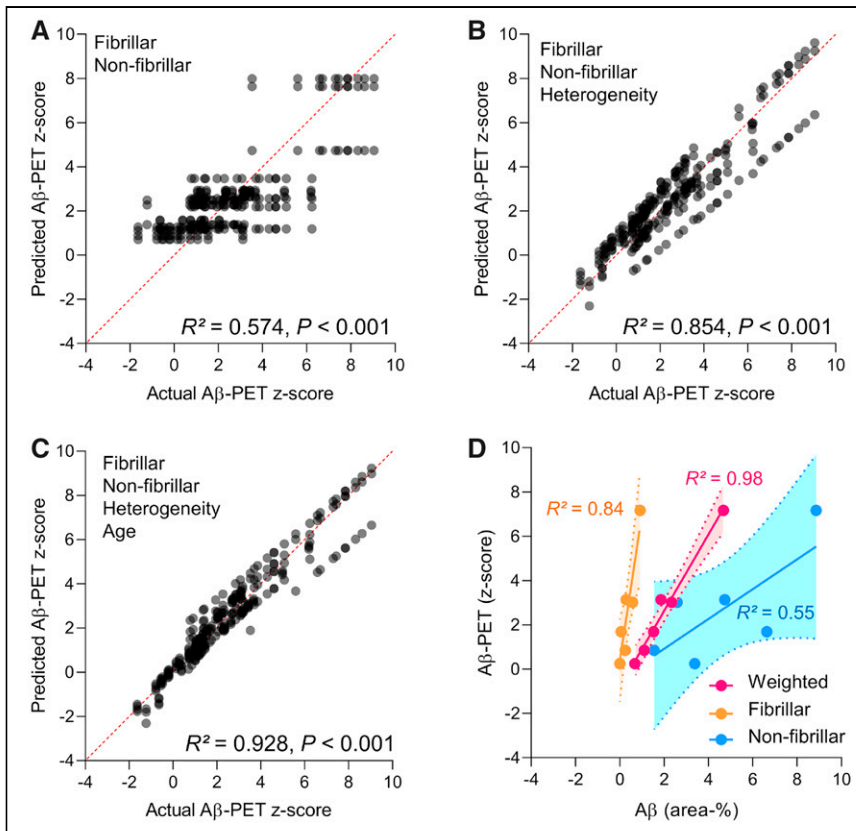 A
Fibrillar
Non-fibrillar
10
8
6
4
2
0
-2
-4
Predicted Aβ-PET z-score
R² = 0.574, P < 0.001
-4 -2 0 2 4 6 8 10
Actual Aβ-PET z-score
B
Fibrillar
Non-fibrillar
Heterogeneity
10
8
6
4
2
0
-2
-4
Predicted Aβ-PET z-score
R² = 0.854, P < 0.001
-4 -2 0 2 4 6 8 10
Actual Aβ-PET z-score
C
Fibrillar
Non-fibrillar
Heterogeneity
Age
10
8
6
4
2
0
-2
-4
Predicted Aβ-PET z-score
R² = 0.928, P < 0.001
-4 -2 0 2 4 6 8 10
Actual Aβ-PET z-score
D
10
8
6
4
2
0
-2
-4
Aβ-PET (z-score)
R² = 0.98
R² = 0.84
R² = 0.55
Weighted
Fibrillar
Non-fibrillar
-4 -2 0 2 4 6 8 10
Aβ (area-%)